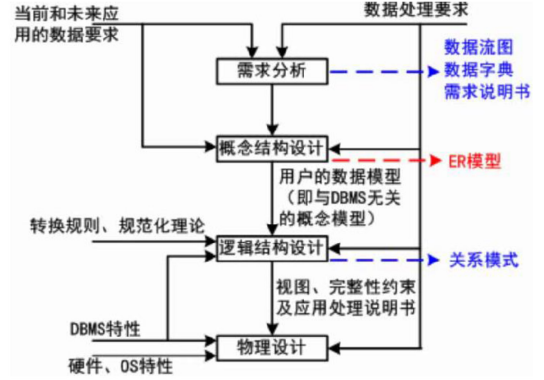 当前和未来应
用的数据要求
数据处理要求
需求分析
数据流图
数据字典
需求说明书
概念结构设计
ER模型
用户的数据模型
（即与DBMS无关
的概念模型）
转换规则、规范化理论
逻辑结构设计
关系模式
视图、完整性约束
及应用处理说明书
DBMS特性
物理设计
硬件、OS特性